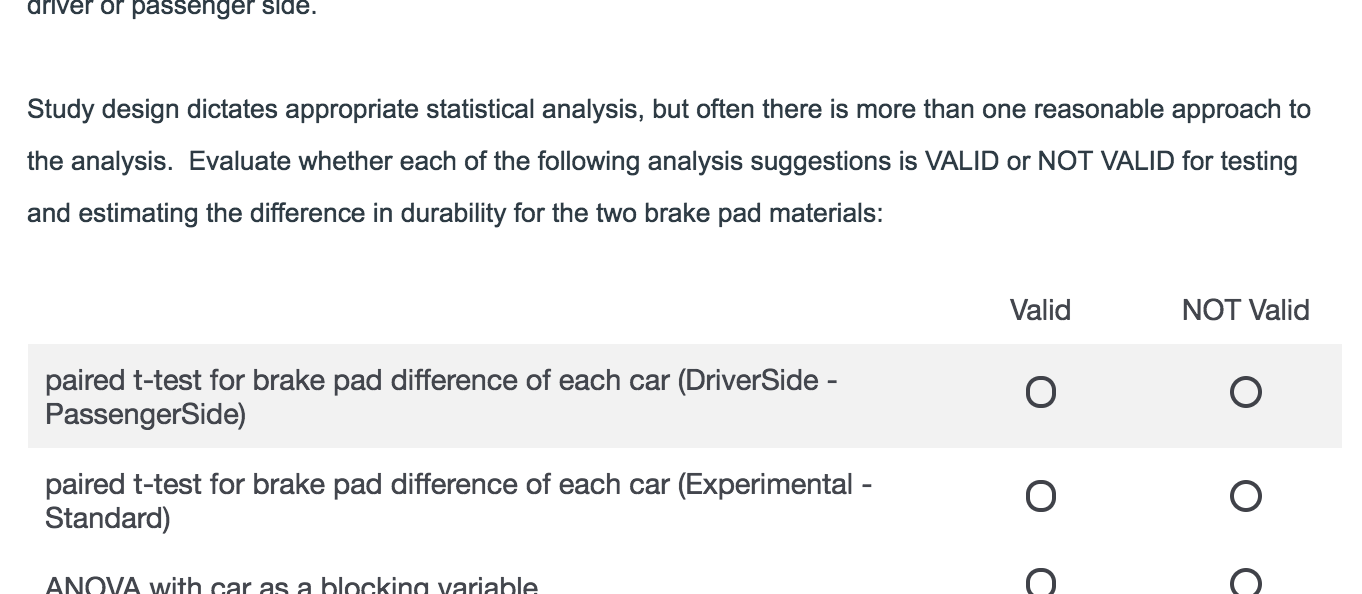 driver or passenger side.
Study design dictates appropriate statistical analysis, but often there is more than one reasonable approach to
the analysis.  Evaluate whether each of the following analysis suggestions is VALID or NOT VALID for testing
and estimating the difference in durability for the two brake pad materials:
Valid NOT Valid
paired t-test for brake pad difference of each car (DriverSide -
PassengerSide)
paired t-test for brake pad difference of each car (Experimental -
Standard)
ANOVA with car as a blocking variable